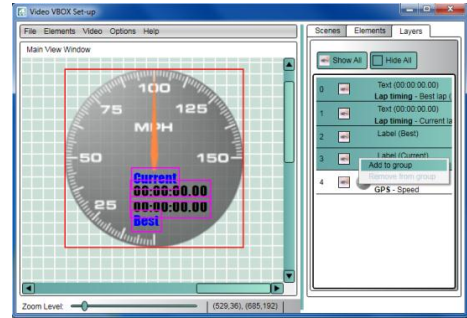 Video VBOX Set-up
File Elements Video Options Help
Main View Window
100
75 125
MPH
50 150
25
Current
00:00:00.00
00:00:00.00
Best
Zoom Level:
(529,36), (685,192)
Scenes Elements Layers
Show All Hide All
0 Text (00:00:00.00)
Lap timing - Best lap (
1 Text (00:00:00.00)
Lap timing - Current la
2 Label (Best)
3 Label (Current)
Add to group
Remove from group
4
GPS - Speed